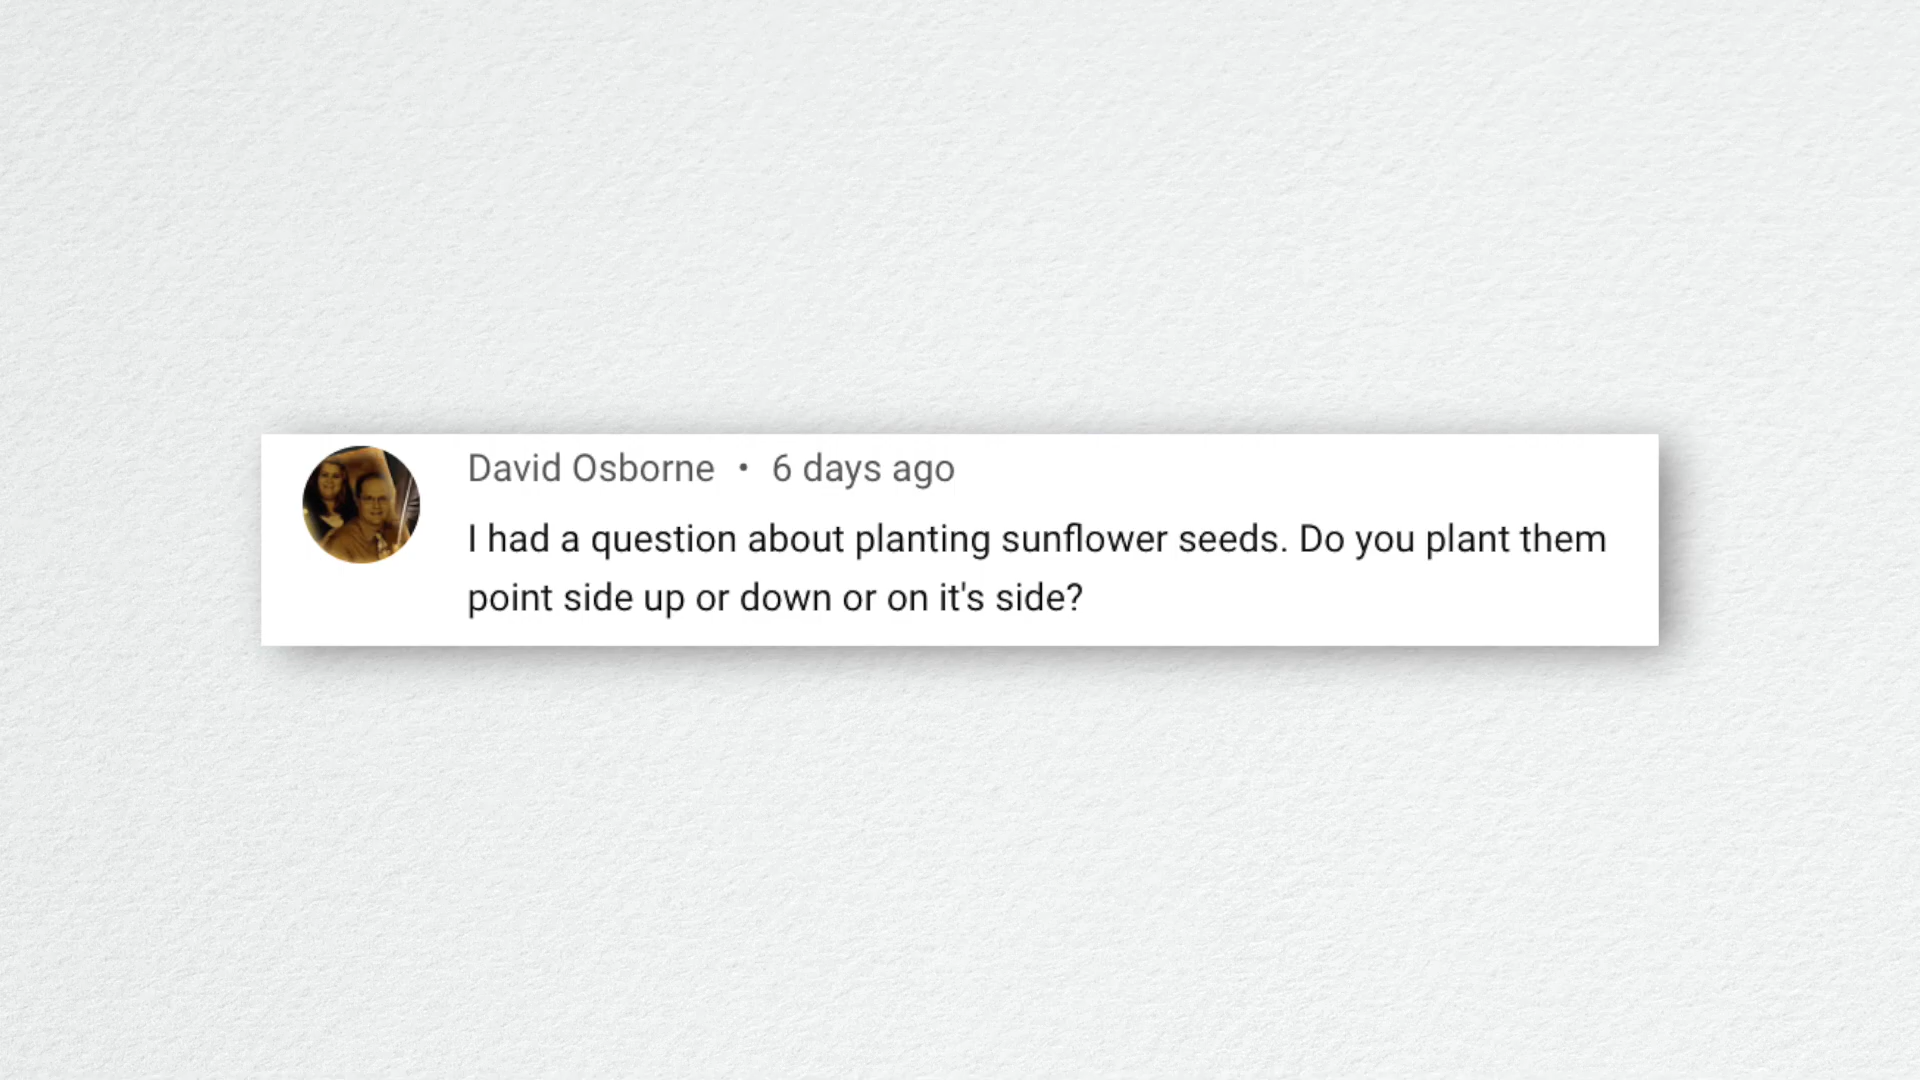 David Osborne • 6 days ago
I had a question about planting sunflower seeds. Do you plant them
point side up or down or on it's side?